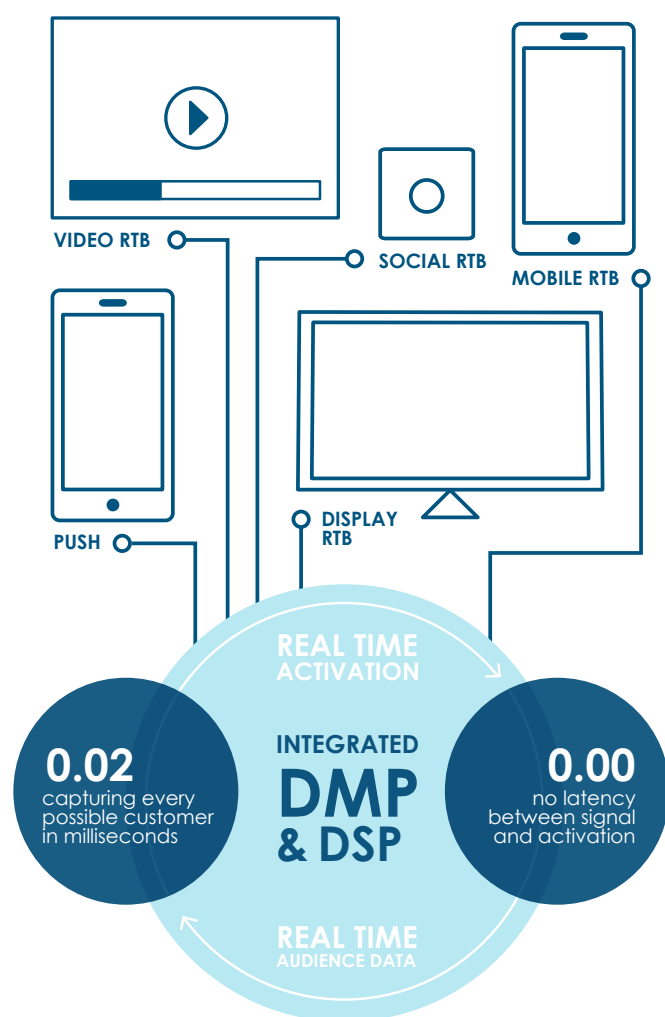 VIDEO RTB
SOCIAL RTB
MOBILE RTB
PUSH
DISPLAY
RTB
REAL TIME
ACTIVATION
INTEGRATED
DMP
& DSP
0.02
capturing every
possible customer
in milliseconds
0.00
no latency
between signal
and activation
REAL TIME
AUDIENCE DATA